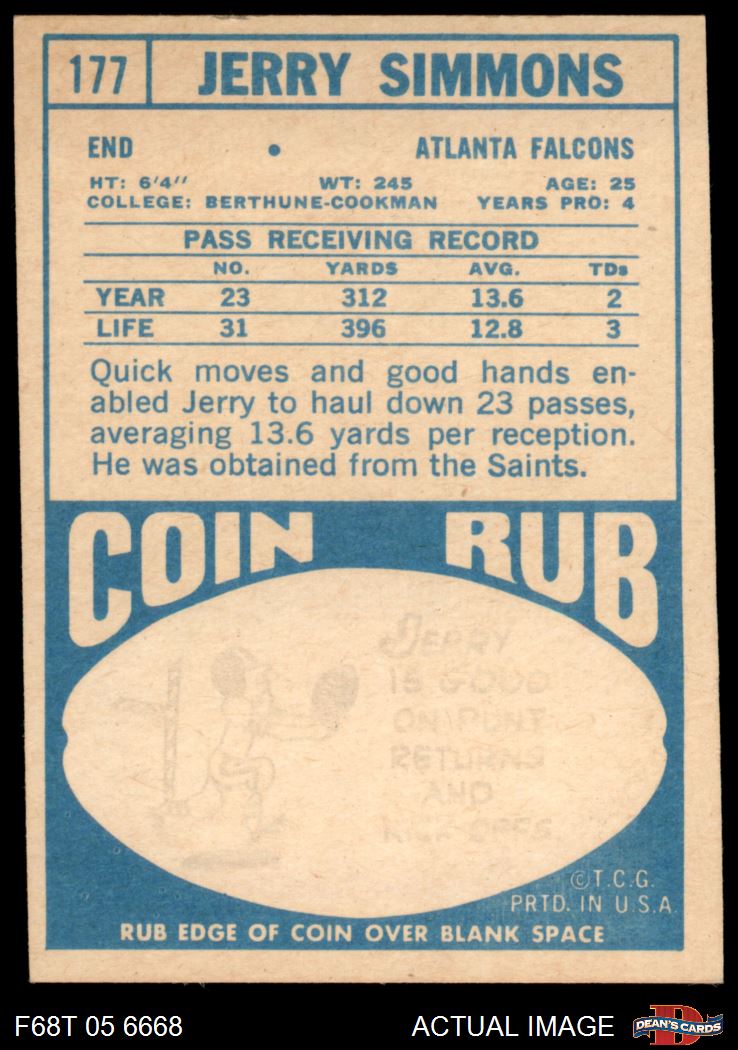 177 JERRY SIMMONS
END • ATLANTA FALCONS
HT: 6'4" WT: 245 AGE: 25
COLLEGE: BERTHUNE-COOKMAN YEARS PRO: 4
PASS RECEIVING RECORD
NO. YARDS AVG. TDs
YEAR 23 312 13.6 2
LIFE 31 396 12.8 3
Quick moves and good hands en-
abled Jerry to haul down 23 passes,
averaging 13.6 yards per reception.
He was obtained from the Saints.
COIN RUB
JERRY
IS GOOD
ON PUNT
RETURNS
AND
KICK-OFFS
©T.C.G.
PRTD. IN U.S.A.
RUB EDGE OF COIN OVER BLANK SPACE
F68T 05 6668 ACTUAL IMAGE DEAN'S CARDS